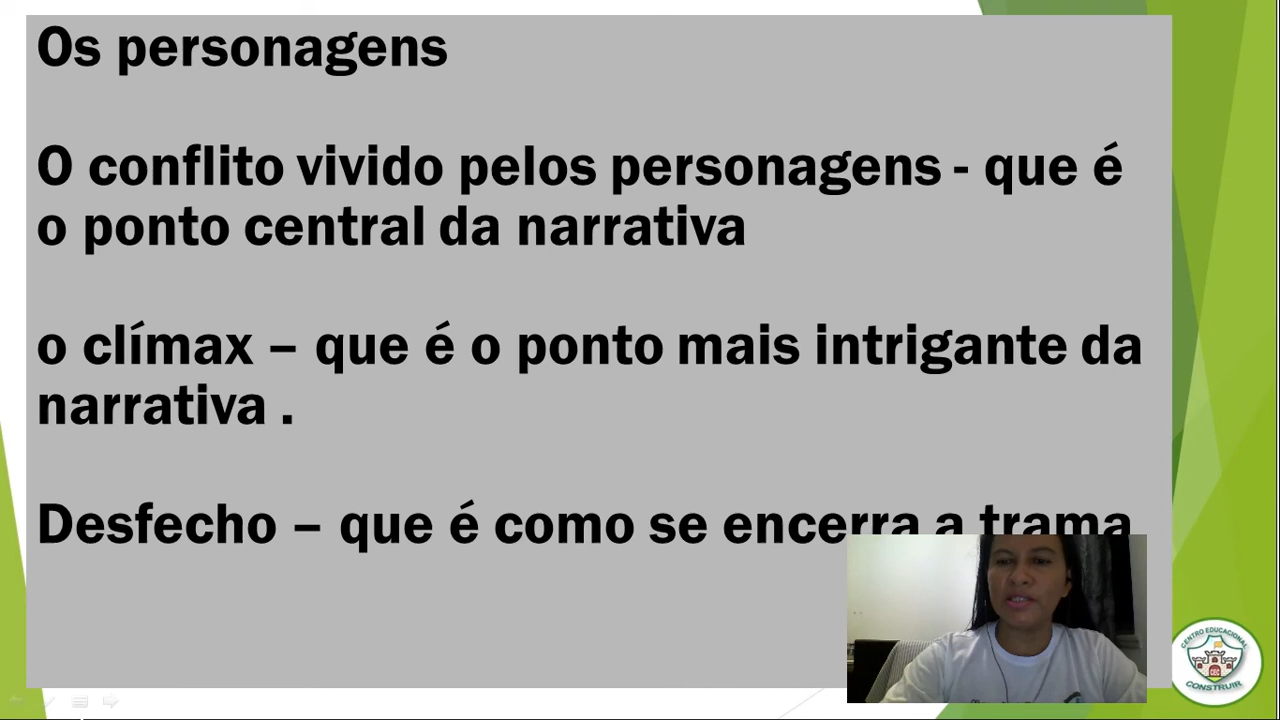 Os personagens
O conflito vivido pelos personagens - que é
o ponto central da narrativa
o clímax – que é o ponto mais intrigante da
narrativa .
Desfecho – que é como se encerra a trama
CENTRO EDUCACIONAL
CEC
CONSTRUIR